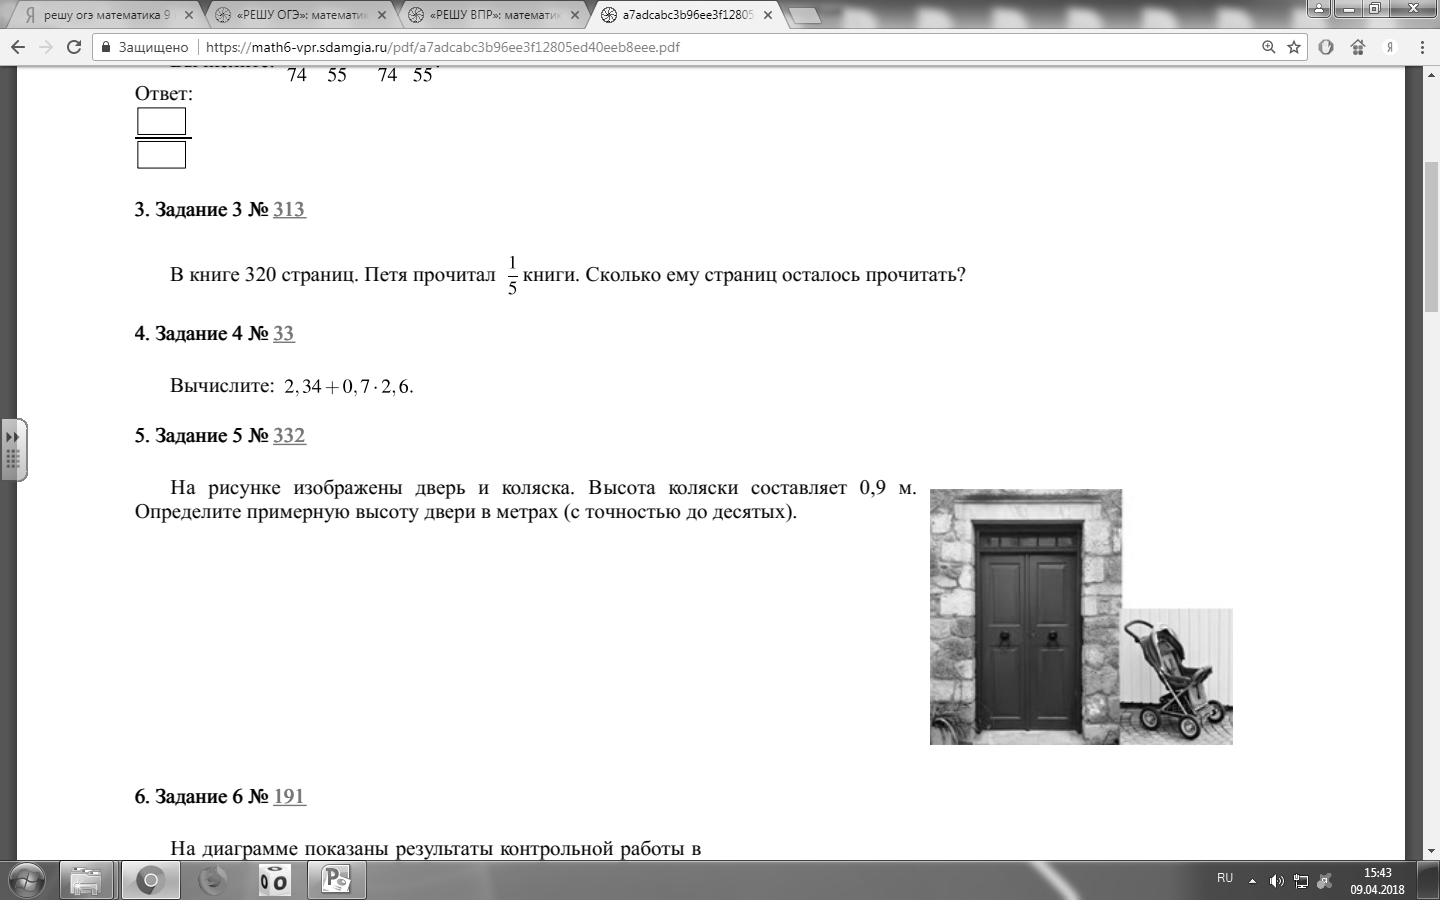 решу огэ математика 9
«РЕШУ ОГЭ»: математи
«РЕШУ ВПР»: математи
a7adcabc3b96ee3f12805
Защищено
https://math6-vpr.sdamgia.ru/pdf/a7adcabc3b96ee3f12805ed40eeb8eee.pdf
74 55 74 55
Ответ:
3. Задание 3 № 313
В книге 320 страниц. Петя прочитал 1/5 книги. Сколько ему страниц осталось прочитать?
4. Задание 4 № 33
Вычислите: 2,34+0,7·2,6.
5. Задание 5 № 332
На рисунке изображены дверь и коляска. Высота коляски составляет 0,9 м.
Определите примерную высоту двери в метрах (с точностью до десятых).
6. Задание 6 № 191
На диаграмме показаны результаты контрольной работы в
RU
15:43
09.04.2018